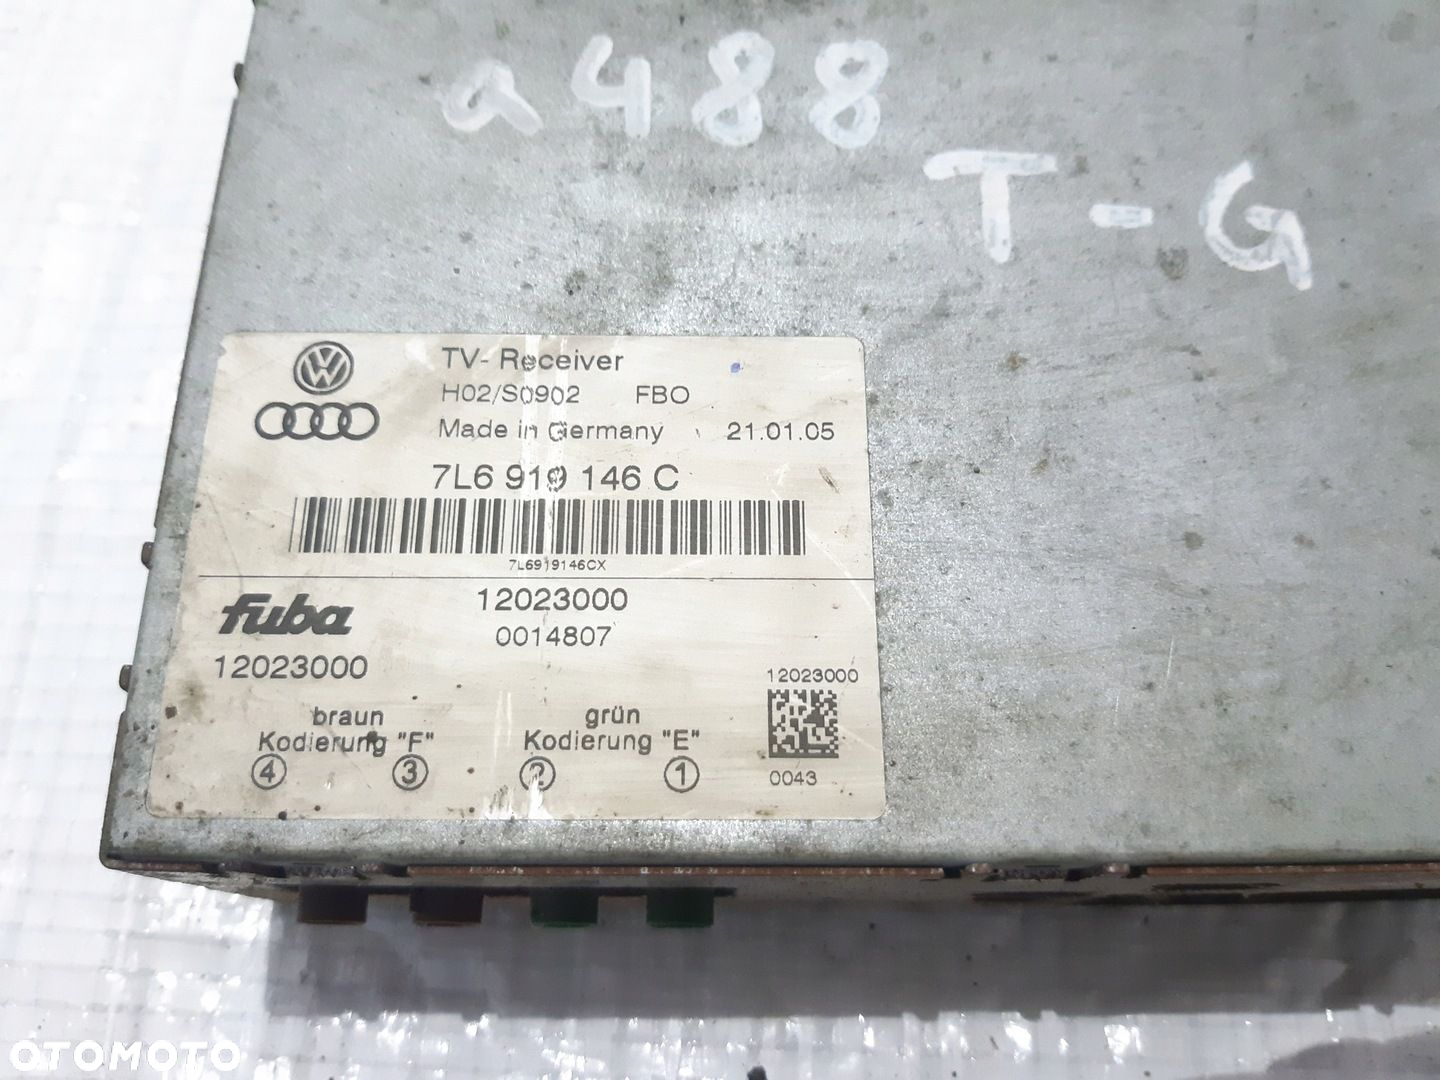 a488
T-G
TV-Receiver
H02/S0902 FBO
Made in Germany 21.01.05
7L6 919 146 C
7L6919146CX
fuba
12023000
0014807
12023000
12023000
braun
Kodierung "F"
grün
Kodierung "E"
4 3 2 1
0043
OTOMOTO